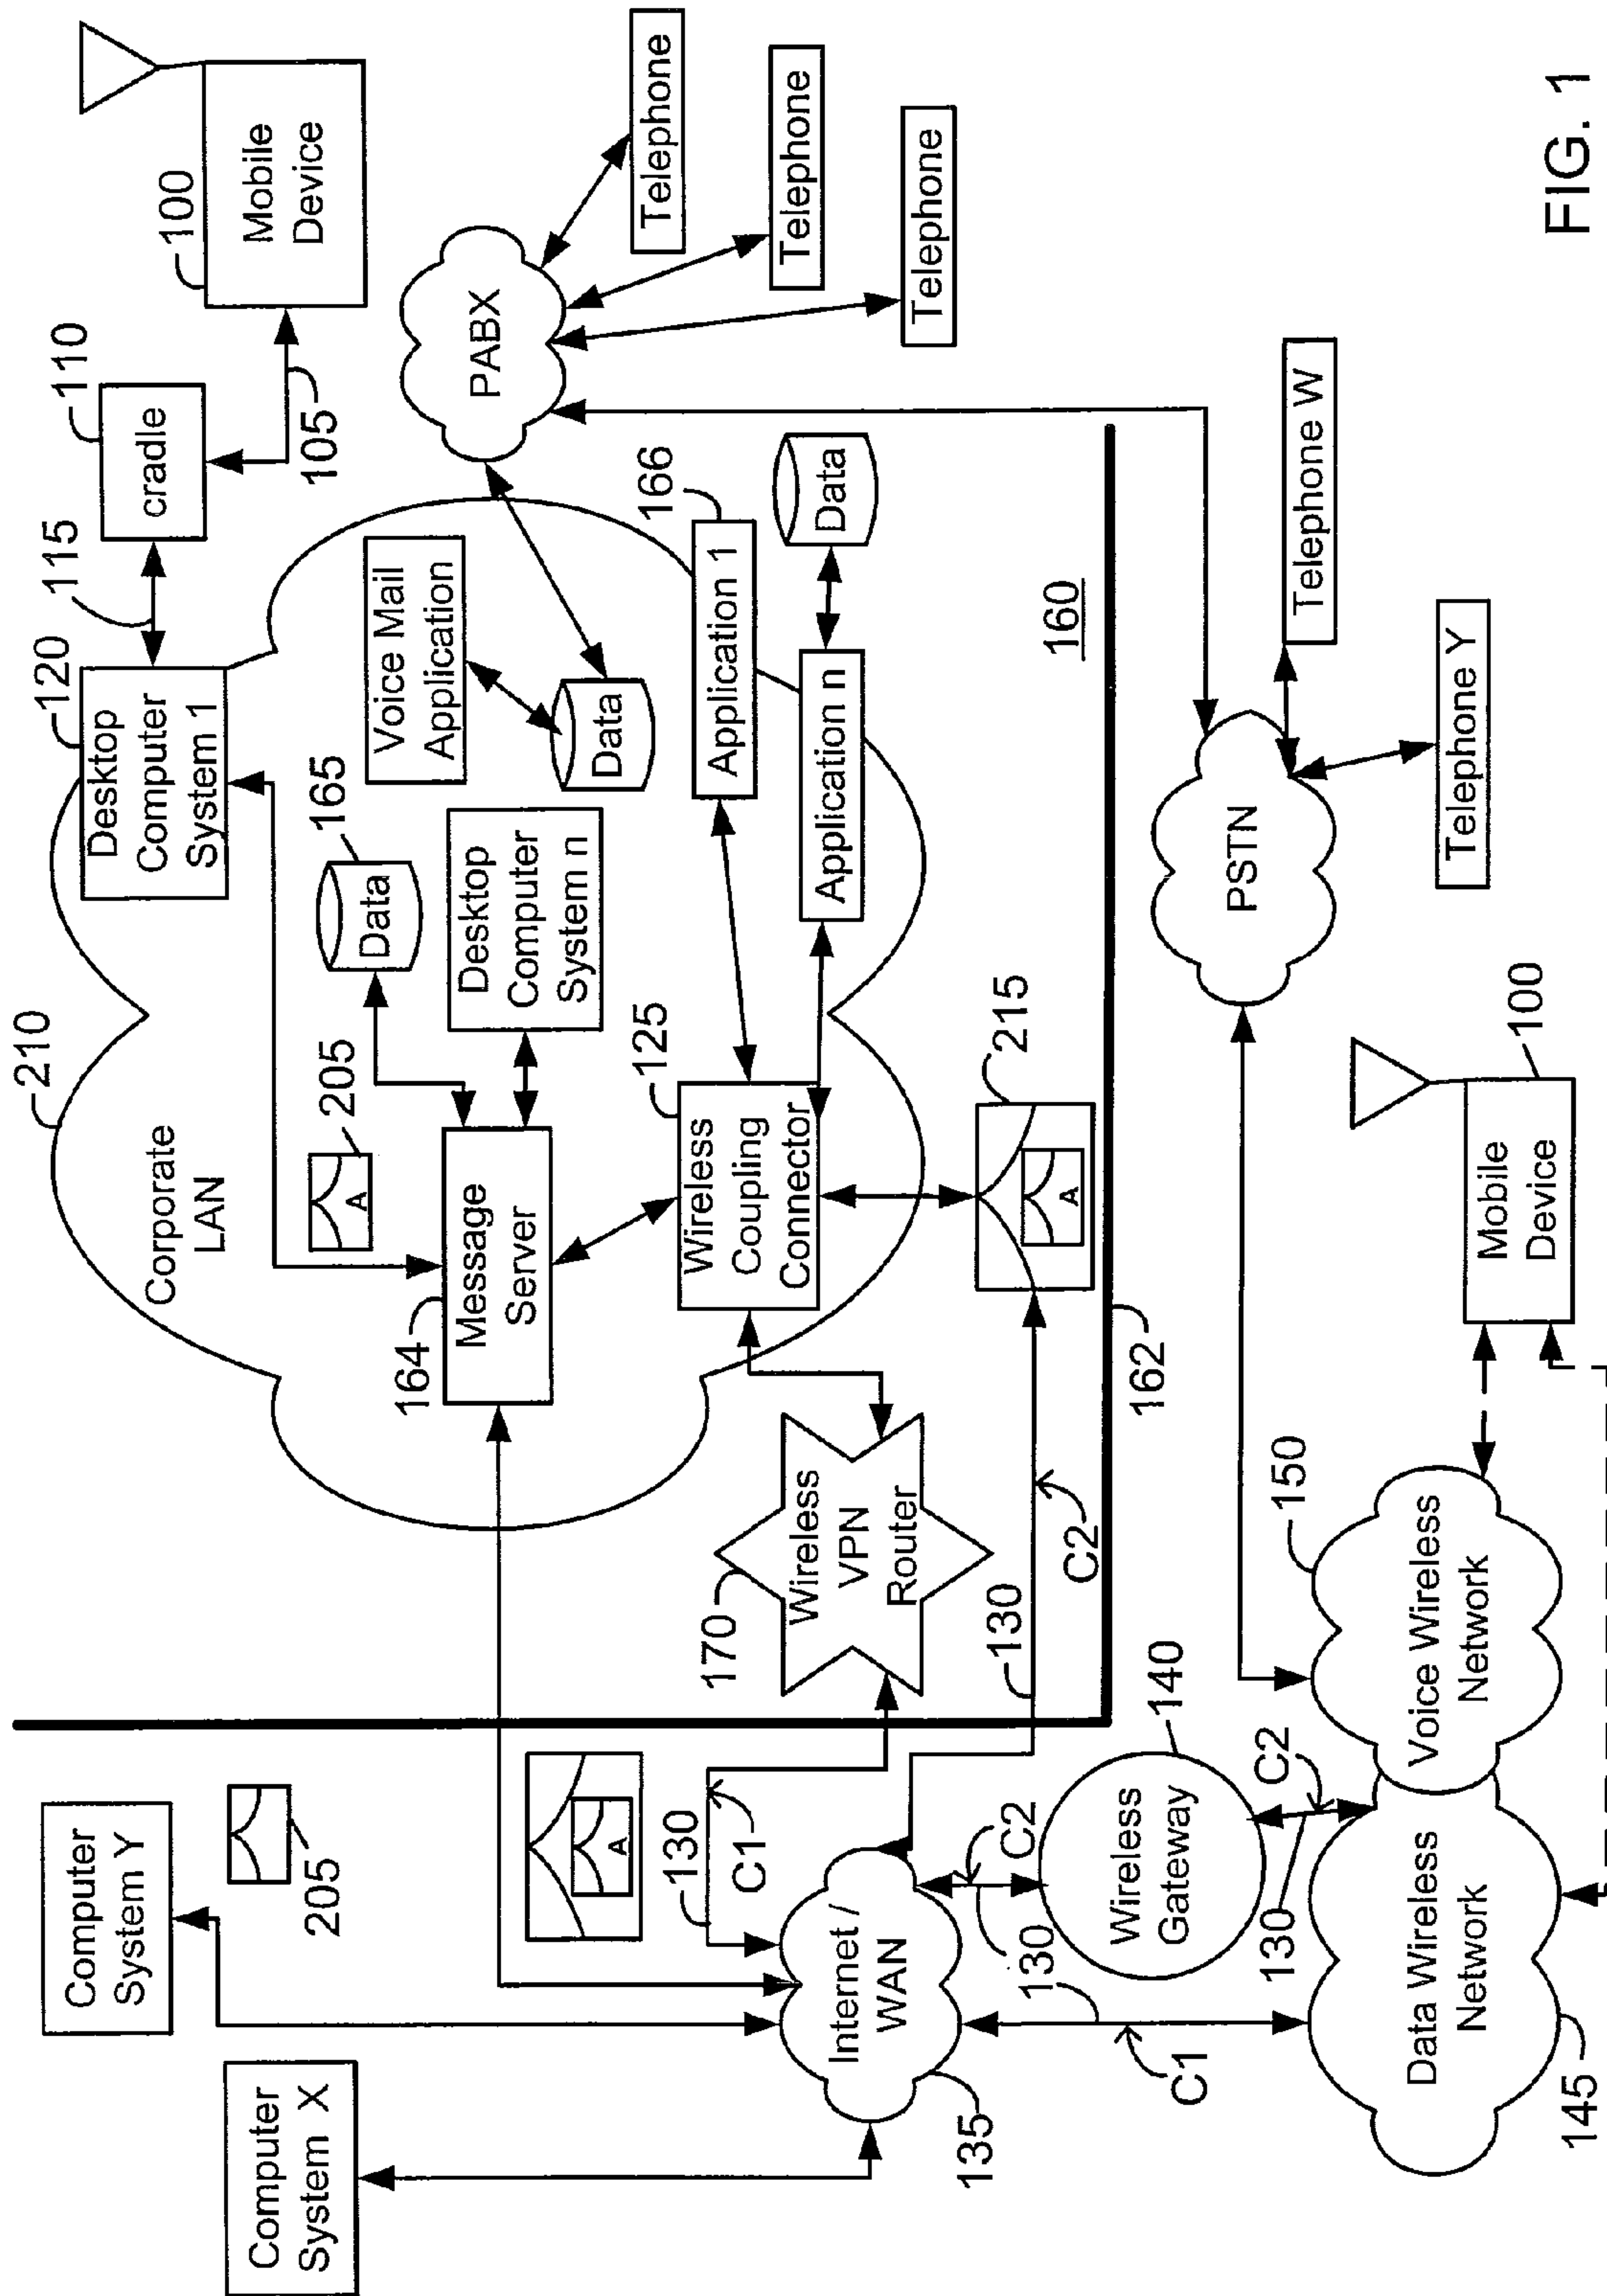 Computer
System X
Computer
System Y
205
A
210
Corporate
LAN
120
Desktop
Computer
System 1
115
110
cradle
105
100
Mobile
Device
205
A
165
Data
164
Message
Server
Desktop
Computer
System n
Voice Mail
Application
Data
PABX
Telephone
Telephone
Telephone
125
Wireless
Coupling
Connector
166
Application 1
Application n
Data
170
Wireless
VPN
Router
130
C1
Internet /
WAN
135
130
C2
215
A
160
162
C2
130
Wireless
Gateway
140
130
C2
C1
Data Wireless
Network
145
Voice Wireless
Network
150
PSTN
Telephone W
Telephone Y
100
Mobile
Device
FIG. 1